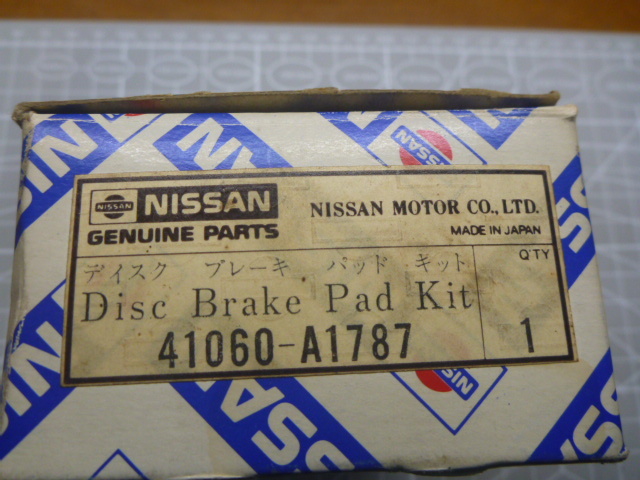 NISSAN
NISSAN
GENUINE PARTS
NISSAN MOTOR CO., LTD.
MADE IN JAPAN
ディスク ブレーキ パッド キット
Q'TY
Disc Brake Pad Kit
41060-A1787
1